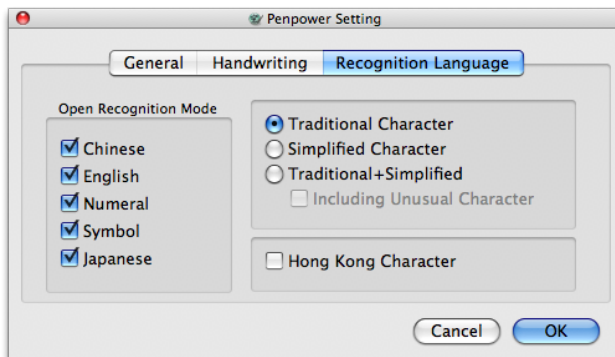 Penpower Setting
General Handwriting Recognition Language
Open Recognition Mode
Chinese
English
Numeral
Symbol
Japanese
Traditional Character
Simplified Character
Traditional+Simplified
Including Unusual Character
Hong Kong Character
Cancel OK